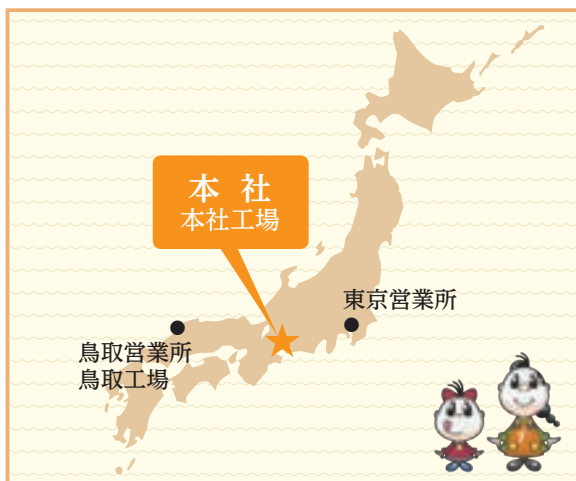 本 社
本社工場
東京営業所
鳥取営業所
鳥取工場